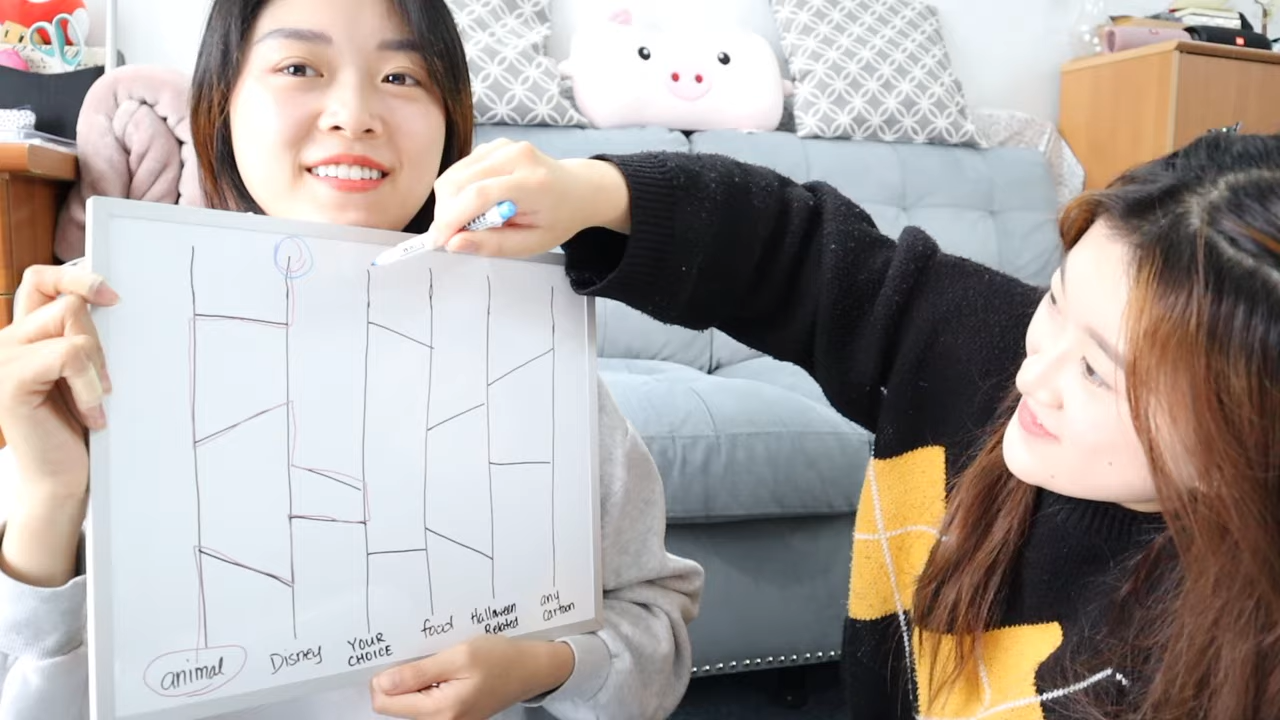 animal
Disney
YOUR
CHOICE
food
Halloween
Related
any
Cartoon